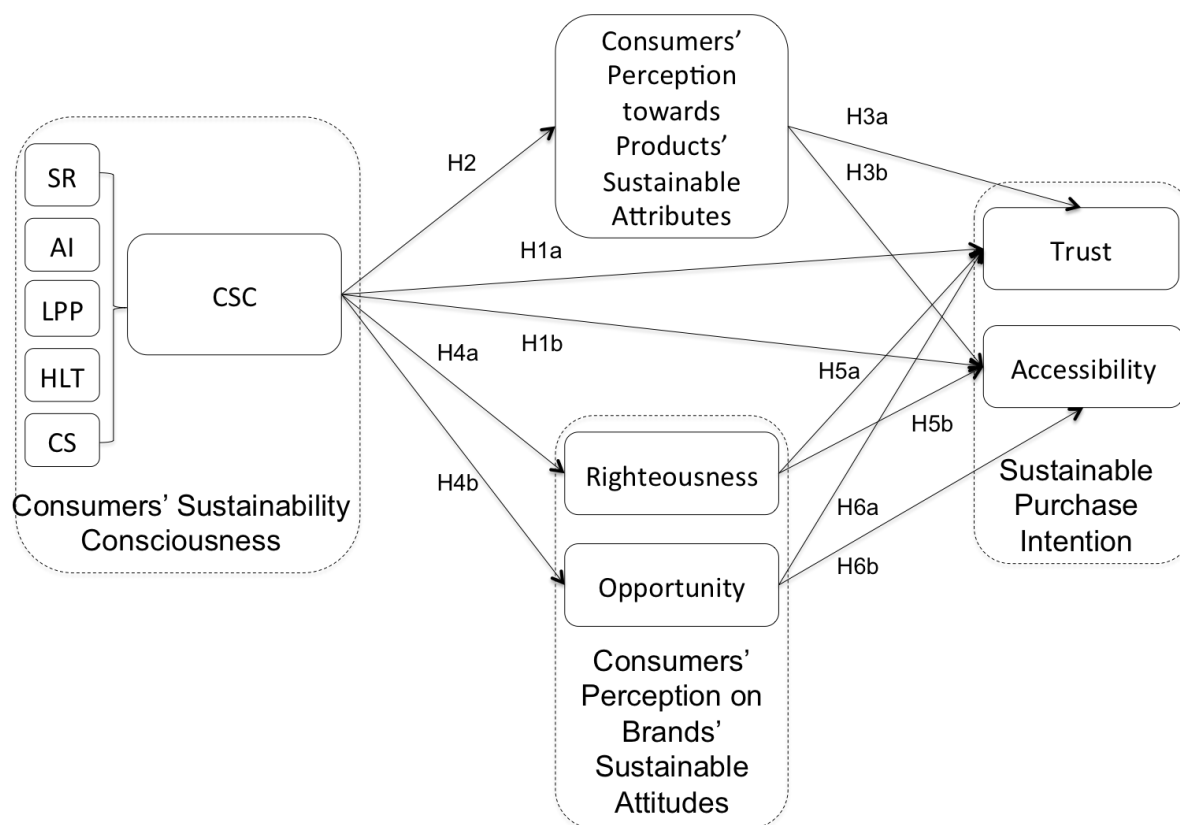 SR
AI
LPP
HLT
CS
CSC
Consumers’ Sustainability
Consciousness
H2
H1a
H1b
H4a
H4b
Consumers’
Perception
towards
Products’
Sustainable
Attributes
Righteousness
Opportunity
Consumers’
Perception on
Brands’
Sustainable
Attitudes
H3a
H3b
H5a
H5b
H6a
H6b
Trust
Accessibility
Sustainable
Purchase
Intention